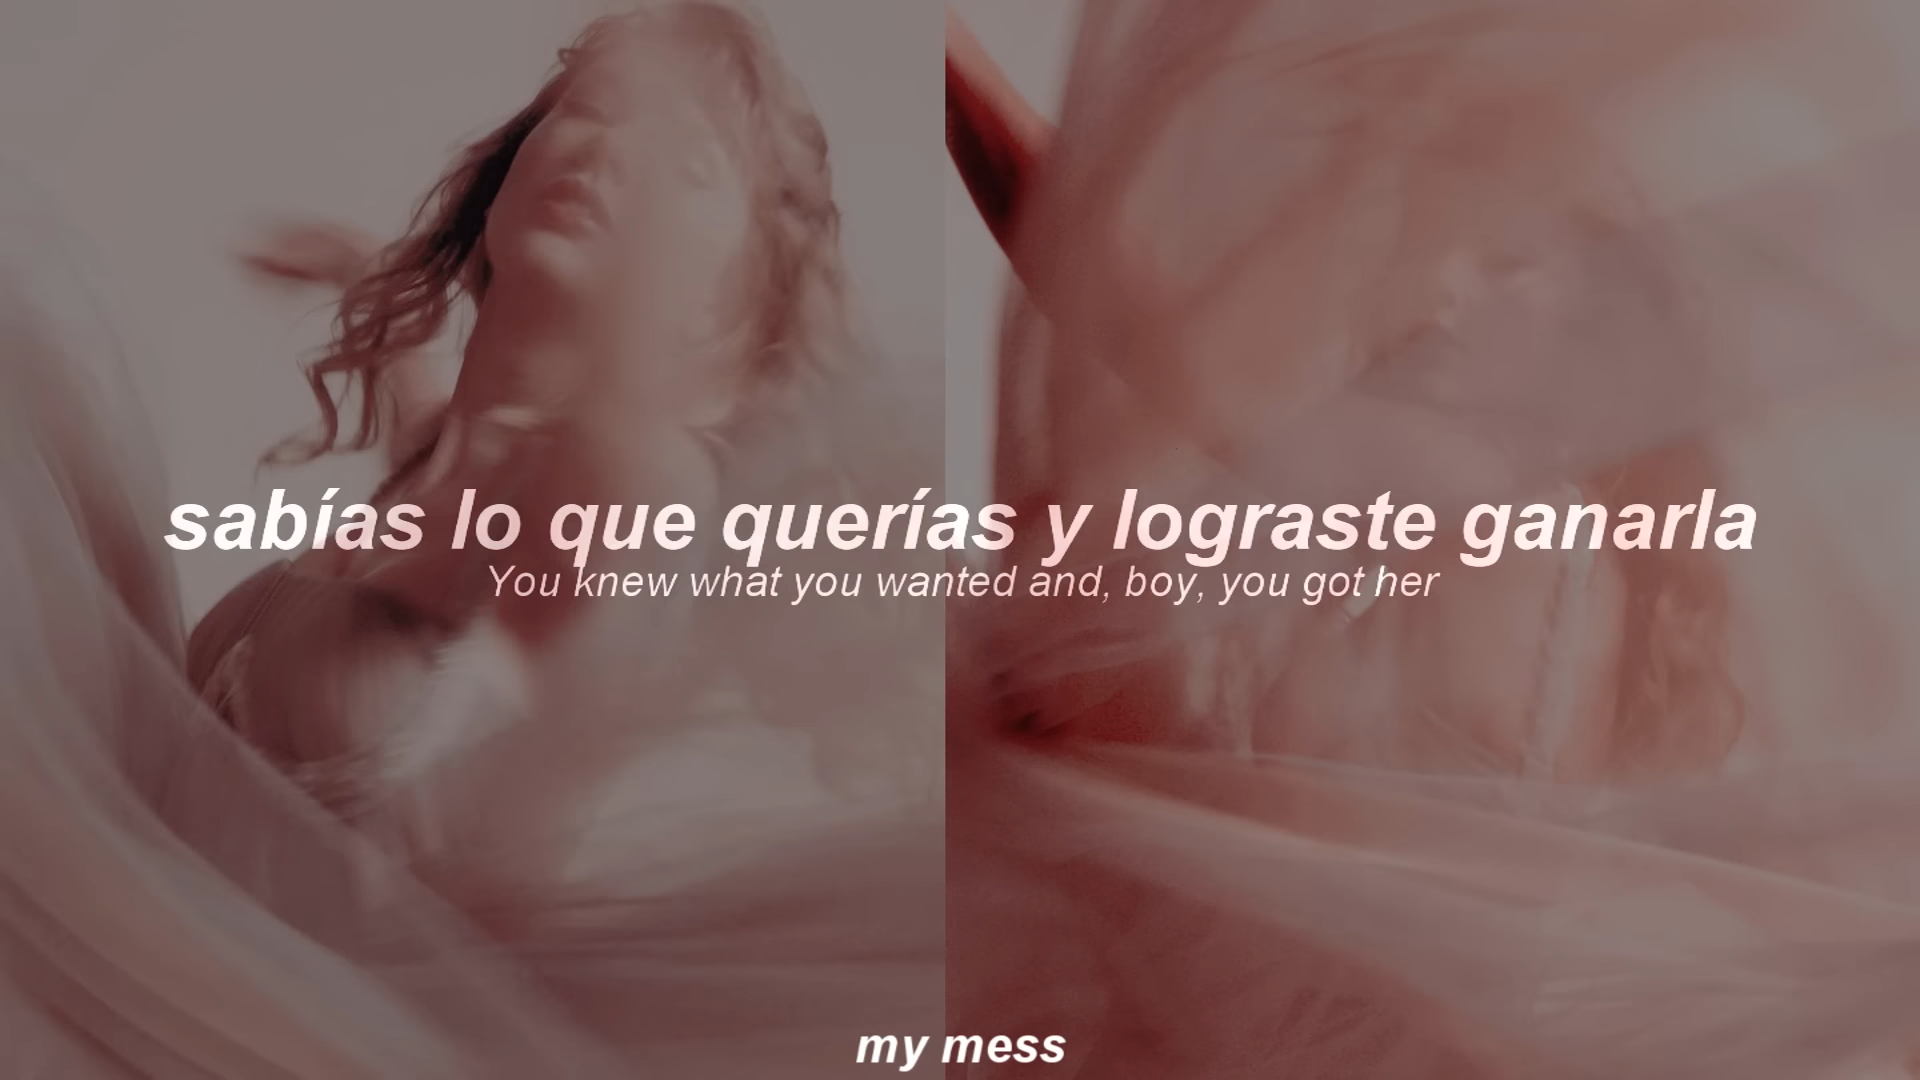 sabías lo que querías y lograste ganarla
You knew what you wanted and, boy, you got her
my mess